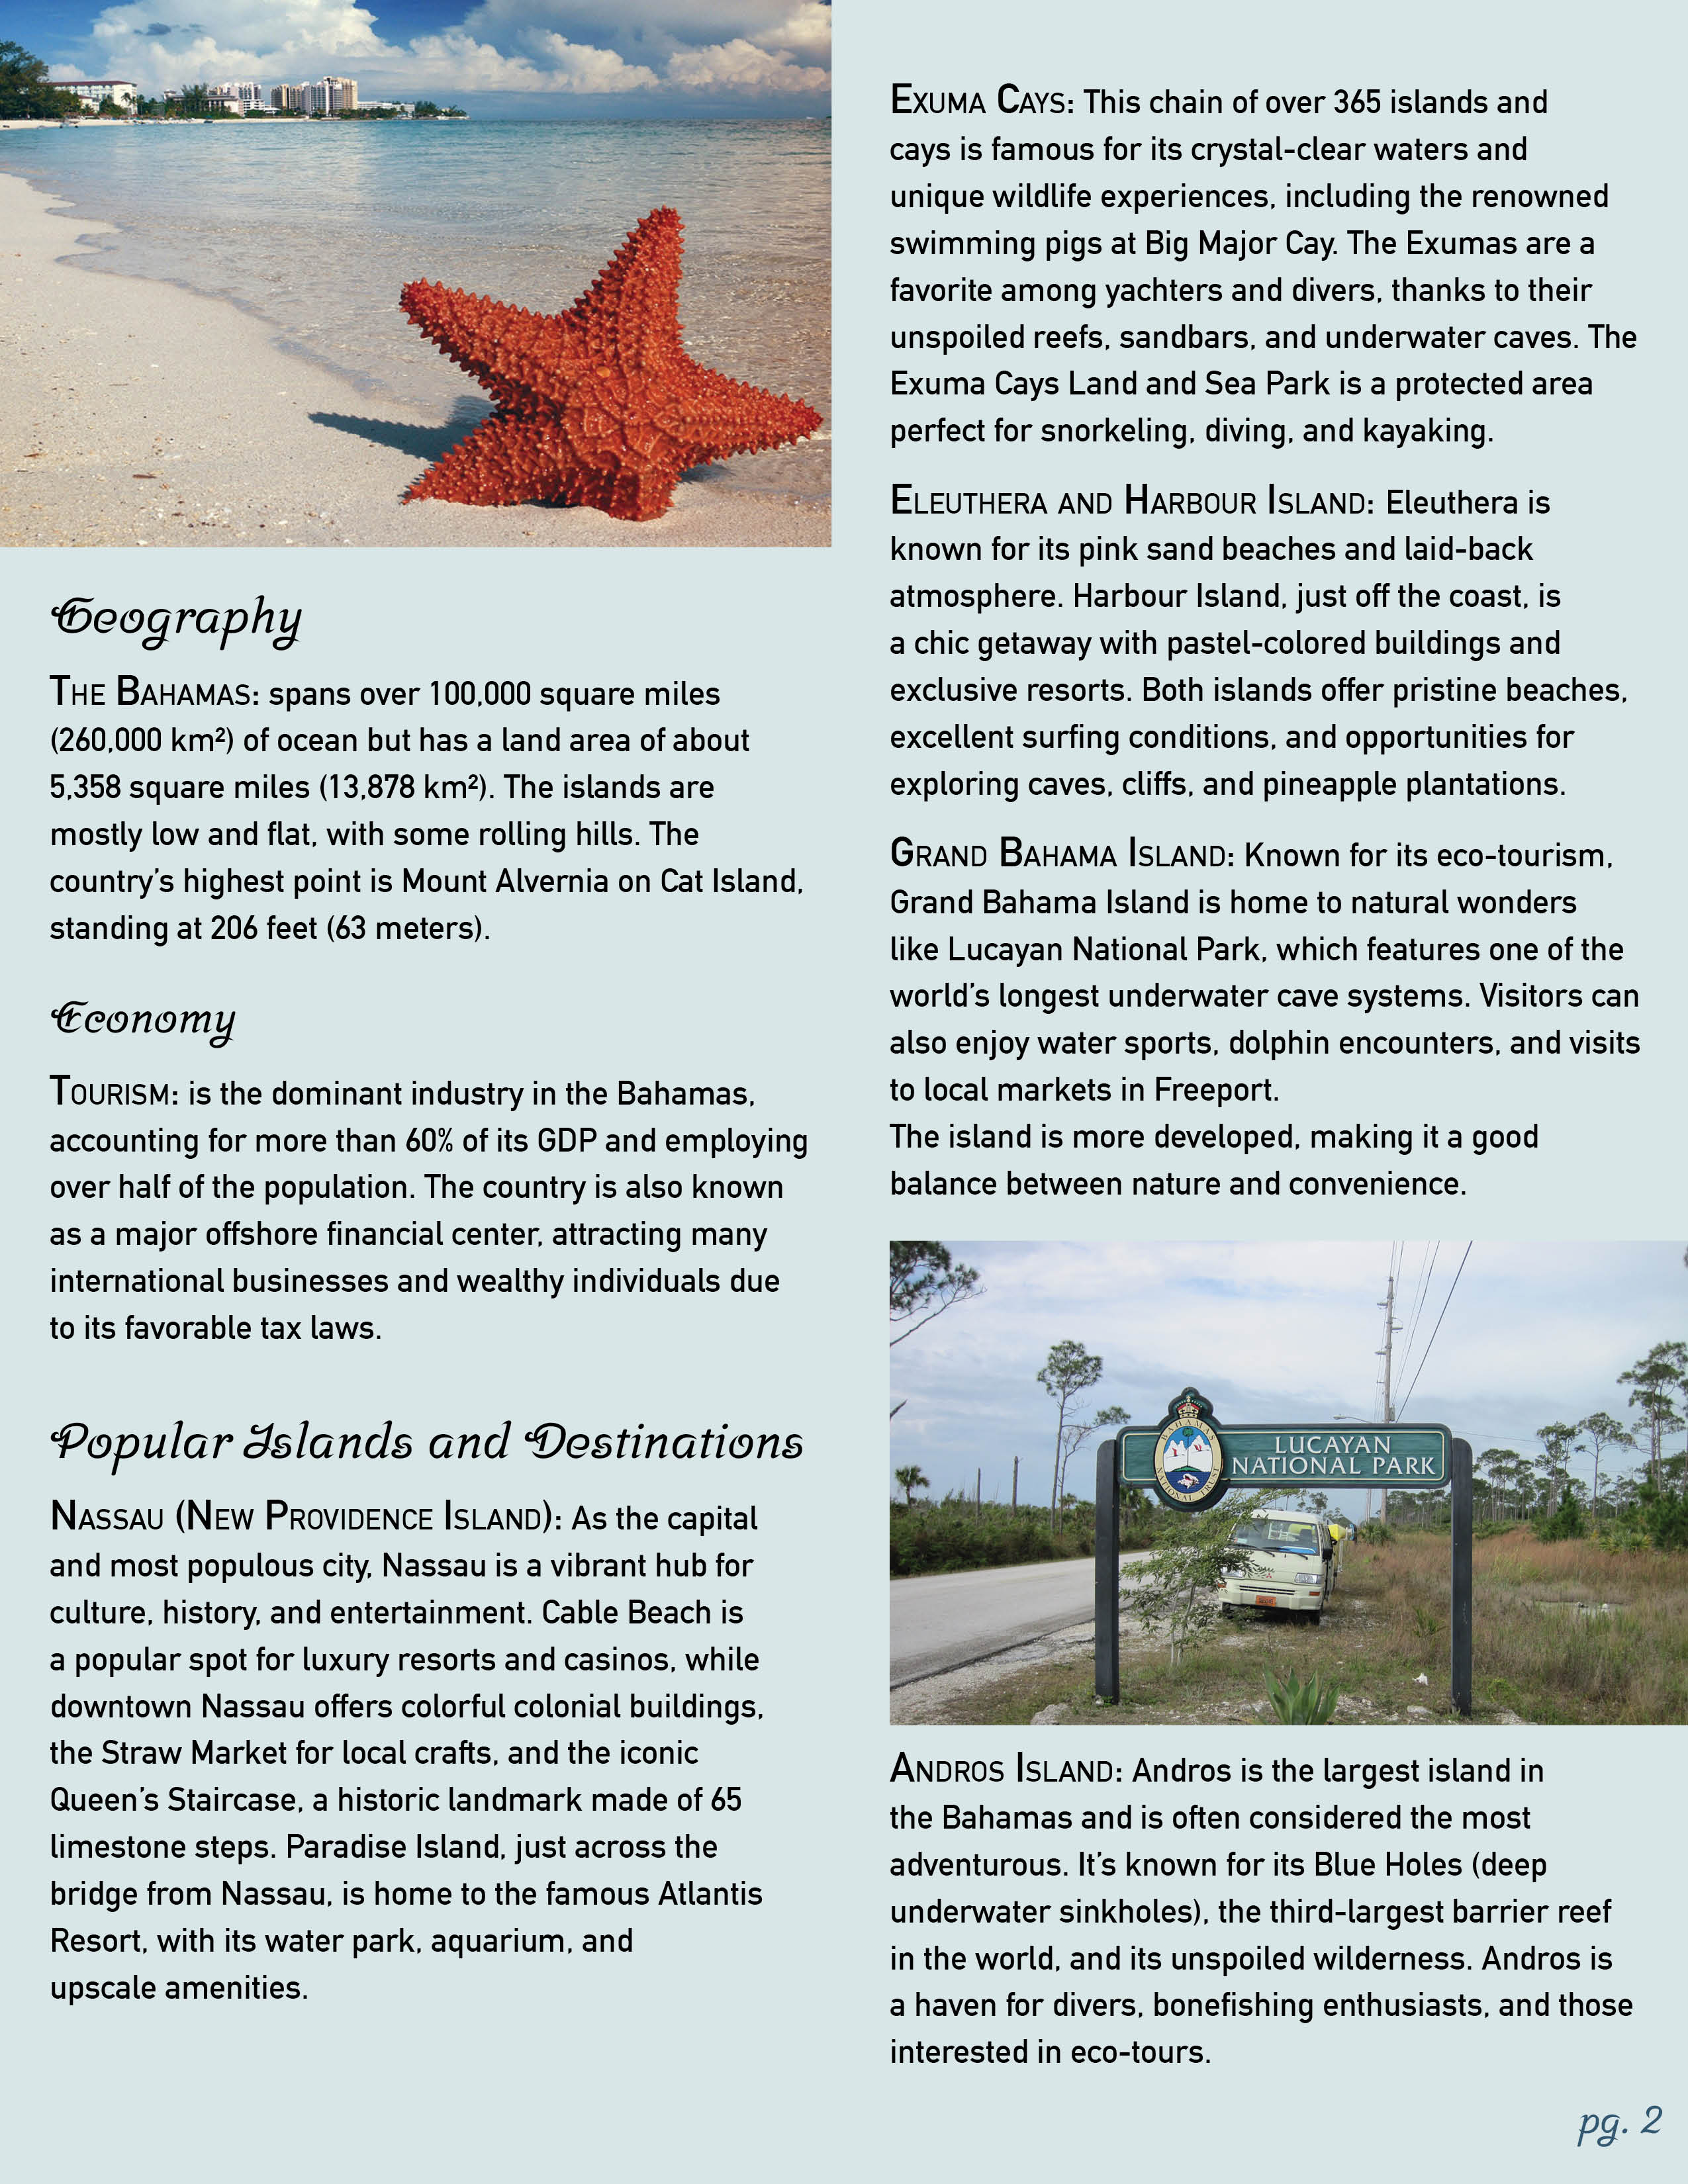 Geography
The Bahamas: spans over 100,000 square miles
(260,000 km²) of ocean but has a land area of about
5,358 square miles (13,878 km²). The islands are
mostly low and flat, with some rolling hills. The
country’s highest point is Mount Alvernia on Cat Island,
standing at 206 feet (63 meters).
Economy
Tourism: is the dominant industry in the Bahamas,
accounting for more than 60% of its GDP and employing
over half of the population. The country is also known
as a major offshore financial center, attracting many
international businesses and wealthy individuals due
to its favorable tax laws.
Popular Islands and Destinations
Nassau (New Providence Island): As the capital
and most populous city, Nassau is a vibrant hub for
culture, history, and entertainment. Cable Beach is
a popular spot for luxury resorts and casinos, while
downtown Nassau offers colorful colonial buildings,
the Straw Market for local crafts, and the iconic
Queen’s Staircase, a historic landmark made of 65
limestone steps. Paradise Island, just across the
bridge from Nassau, is home to the famous Atlantis
Resort, with its water park, aquarium, and
upscale amenities.
Exuma Cays: This chain of over 365 islands and
cays is famous for its crystal-clear waters and
unique wildlife experiences, including the renowned
swimming pigs at Big Major Cay. The Exumas are a
favorite among yachters and divers, thanks to their
unspoiled reefs, sandbars, and underwater caves. The
Exuma Cays Land and Sea Park is a protected area
perfect for snorkeling, diving, and kayaking.
Eleuthera and Harbour Island: Eleuthera is
known for its pink sand beaches and laid-back
atmosphere. Harbour Island, just off the coast, is
a chic getaway with pastel-colored buildings and
exclusive resorts. Both islands offer pristine beaches,
excellent surfing conditions, and opportunities for
exploring caves, cliffs, and pineapple plantations.
Grand Bahama Island: Known for its eco-tourism,
Grand Bahama Island is home to natural wonders
like Lucayan National Park, which features one of the
world’s longest underwater cave systems. Visitors can
also enjoy water sports, dolphin encounters, and visits
to local markets in Freeport.
The island is more developed, making it a good
balance between nature and convenience.
BAHAMAS
NATIONAL TRUST
LUCAYAN
NATIONAL PARK
Andros Island: Andros is the largest island in
the Bahamas and is often considered the most
adventurous. It’s known for its Blue Holes (deep
underwater sinkholes), the third-largest barrier reef
in the world, and its unspoiled wilderness. Andros is
a haven for divers, bonefishing enthusiasts, and those
interested in eco-tours.
pg. 2